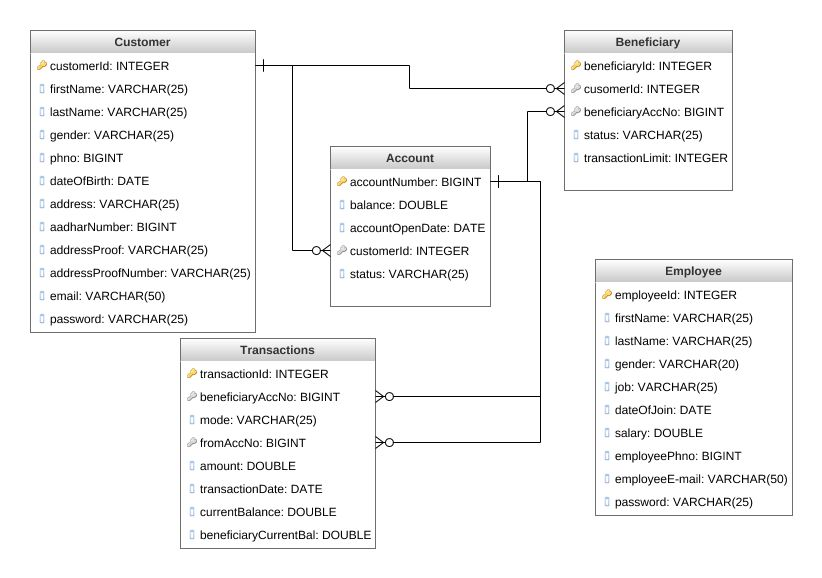 Customer
customerId: INTEGER
firstName: VARCHAR(25)
lastName: VARCHAR(25)
gender: VARCHAR(25)
phno: BIGINT
dateOfBirth: DATE
address: VARCHAR(25)
aadharNumber: BIGINT
addressProof: VARCHAR(25)
addressProofNumber: VARCHAR(25)
email: VARCHAR(50)
password: VARCHAR(25)
Beneficiary
beneficiaryId: INTEGER
cusomerId: INTEGER
beneficiaryAccNo: BIGINT
status: VARCHAR(25)
transactionLimit: INTEGER
Account
accountNumber: BIGINT
balance: DOUBLE
accountOpenDate: DATE
customerId: INTEGER
status: VARCHAR(25)
Employee
employeeId: INTEGER
firstName: VARCHAR(25)
lastName: VARCHAR(25)
gender: VARCHAR(20)
job: VARCHAR(25)
dateOfJoin: DATE
salary: DOUBLE
employeePhno: BIGINT
employeeE-mail: VARCHAR(50)
password: VARCHAR(25)
Transactions
transactionId: INTEGER
beneficiaryAccNo: BIGINT
mode: VARCHAR(25)
fromAccNo: BIGINT
amount: DOUBLE
transactionDate: DATE
currentBalance: DOUBLE
beneficiaryCurrentBal: DOUBLE